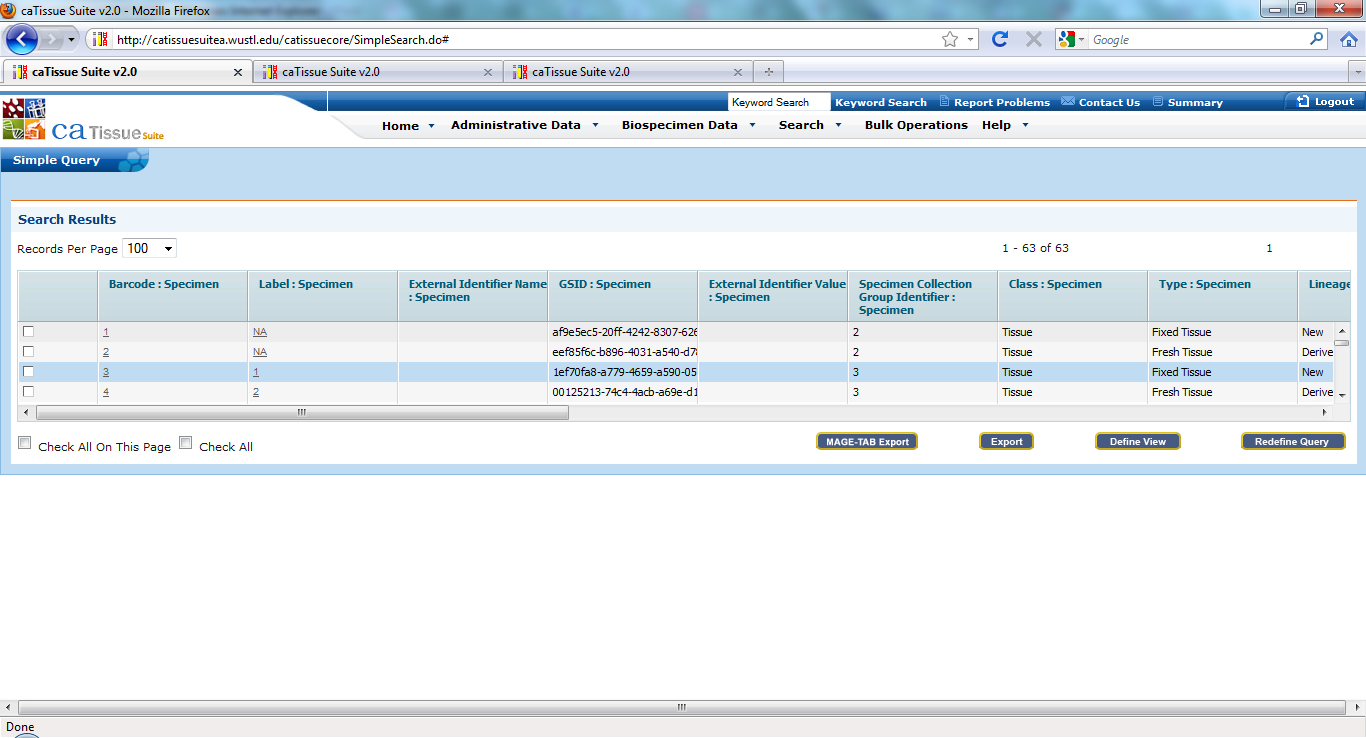 caTissue Suite v2.0 - Mozilla Firefox
http://catissuesuitea.wustl.edu/catissuecore/SimpleSearch.do#
Google
caTissue Suite v2.0
caTissue Suite v2.0
caTissue Suite v2.0
Keyword Search
Keyword Search
Report Problems
Contact Us
Summary
Logout
ca Tissue Suite
Home
Administrative Data
Biospecimen Data
Search
Bulk Operations
Help
Simple Query
Search Results
Records Per Page 100
1 - 63 of 63
1
Barcode : Specimen
Label : Specimen
External Identifier Name
: Specimen
GSID : Specimen
External Identifier Value
: Specimen
Specimen Collection
Group Identifier :
Specimen
Class : Specimen
Type : Specimen
Lineage
1 NA af9e5ec5-20ff-4242-8307-626 2 Tissue Fixed Tissue New
2 NA eef85f6c-b896-4031-a540-d78 2 Tissue Fresh Tissue Derive
3 1 1ef70fa8-a779-4659-a590-05 3 Tissue Fixed Tissue New
4 2 00125213-74c4-4acb-a69e-d1 3 Tissue Fresh Tissue Derive
Check All On This Page
Check All
MAGE-TAB Export
Export
Define View
Redefine Query
Done